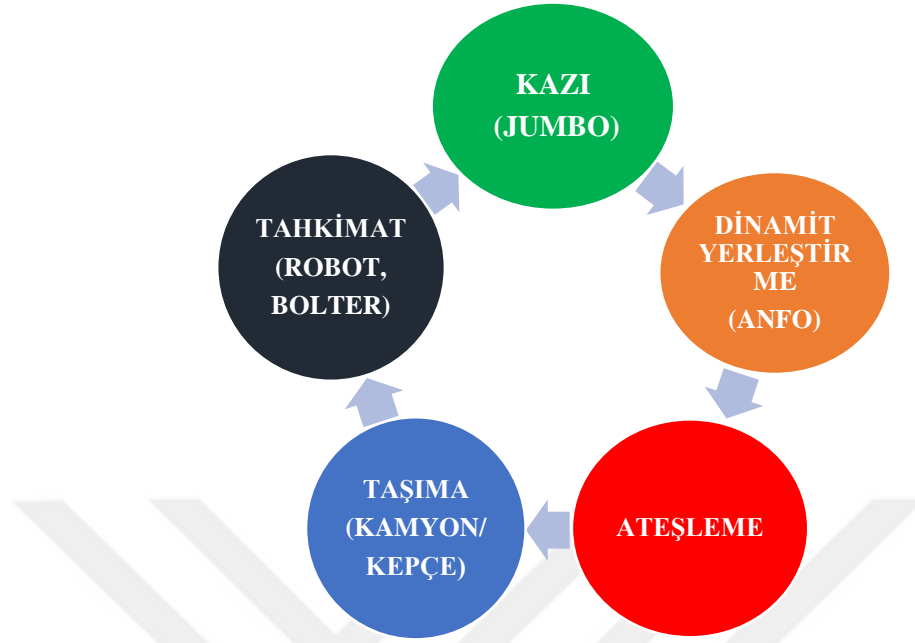 KAZI
(JUMBO)
DİNAMİT
YERLEŞTİR
ME
(ANFO)
ATEŞLEME
TAŞIMA
(KAMYON/
KEPÇE)
TAHKİMAT
(ROBOT,
BOLTER)